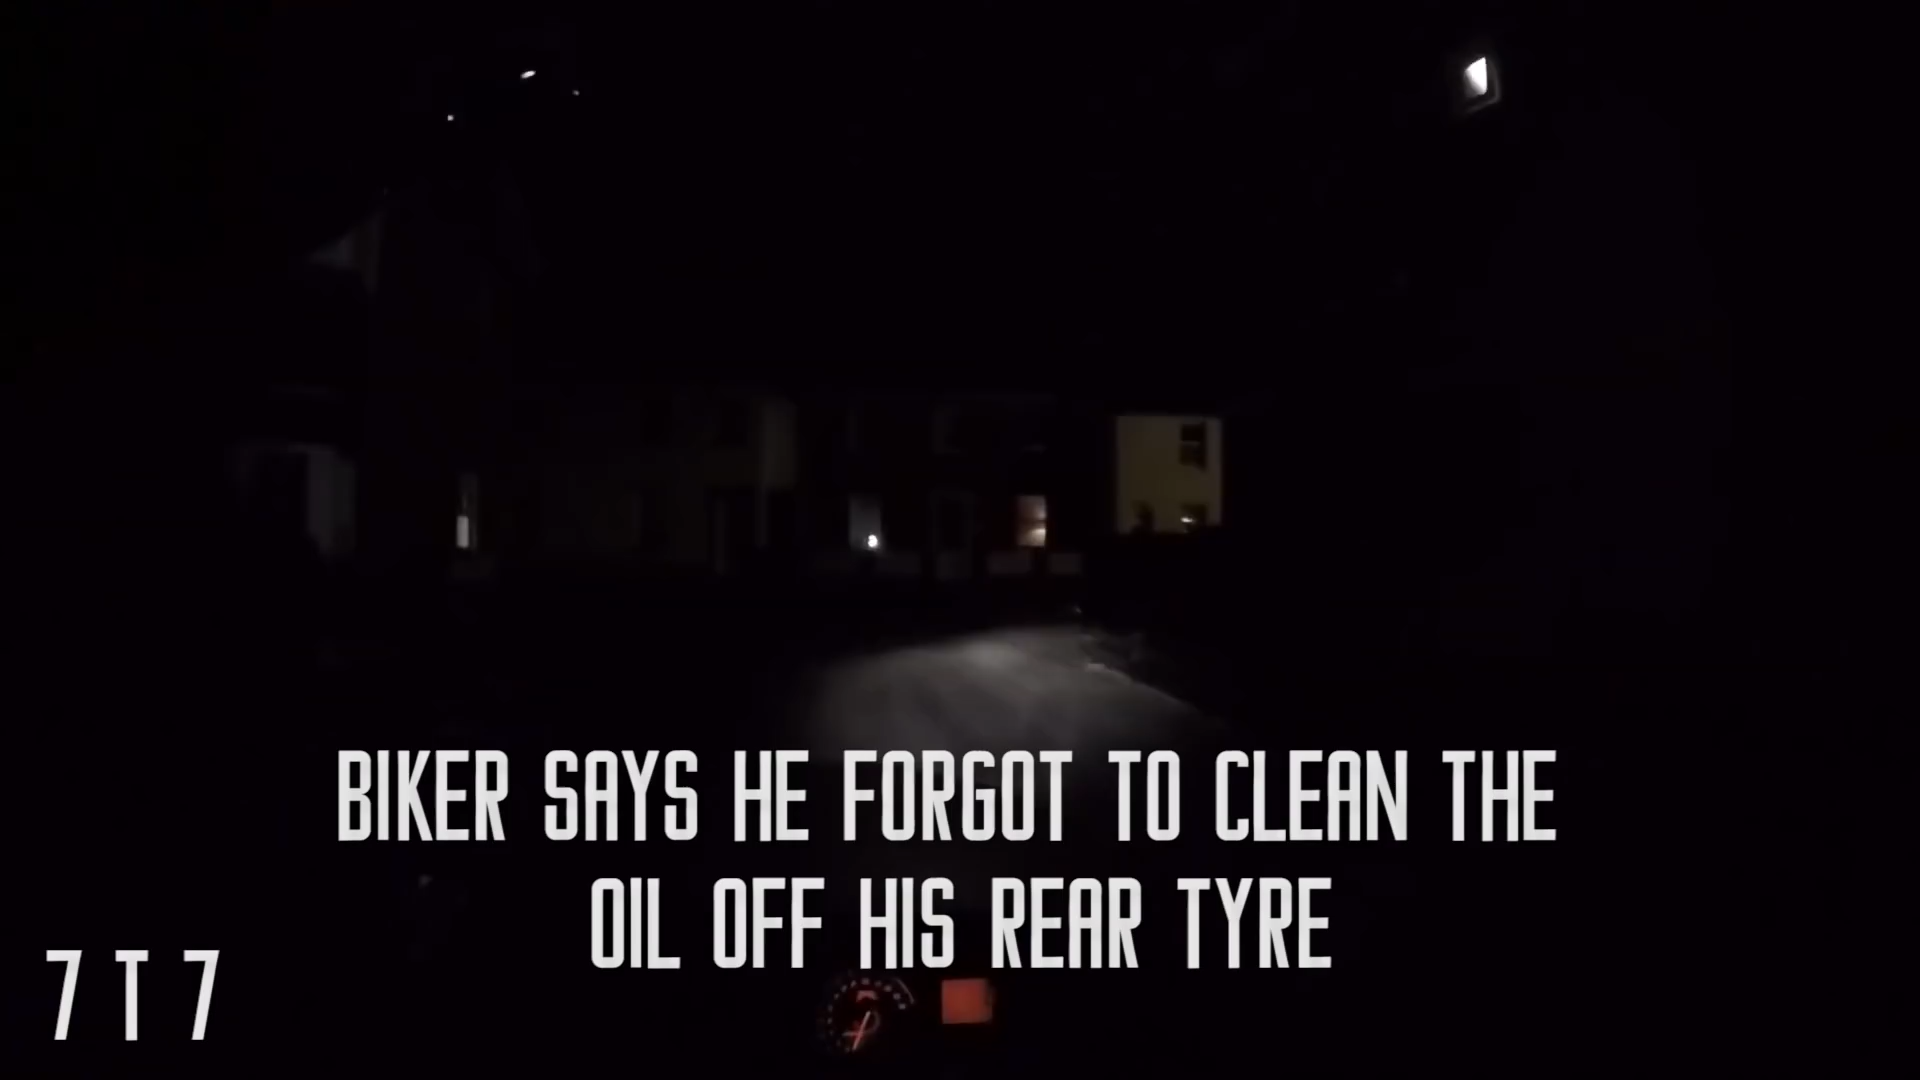 BIKER SAYS HE FORGOT TO CLEAN THE
OIL OFF HIS REAR TYRE
7 T 7